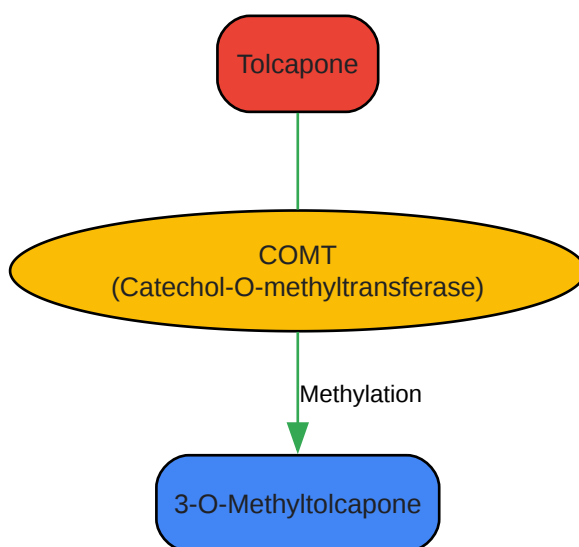 Tolcapone
COMT
(Catechol-O-methyltransferase)
Methylation
3-O-Methyltolcapone